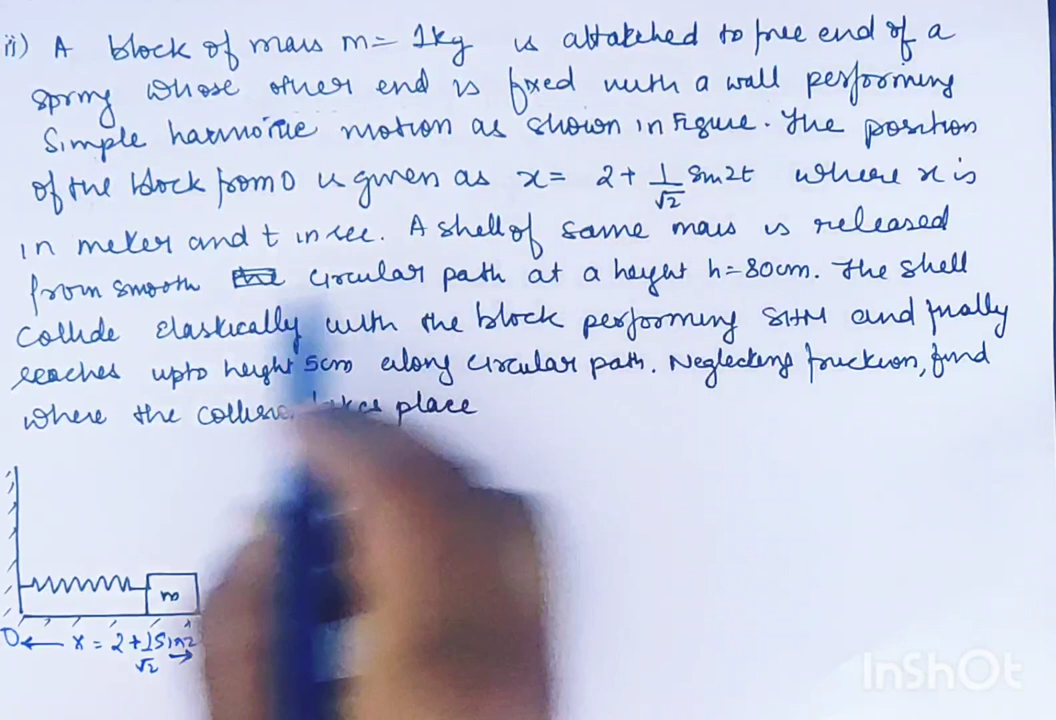 ii) A block of mass m = 1kg is attatched to free end of a
spring whose other end is fixed with a wall performing
Simple harmonic motion as shown in Figure. The position
of the block from O is given as x = 2 + 1/√2 sin2t where x is
in meter and t in sec. A shell of same mass is released
from smooth circular path at a height h = 80cm. The shell
collide elastically with the block performing SHM and finally
reaches upto height 5cm along circular path. Neglecting friction, find
where the place
m
O ← x = 2 + 1/√2
InShOt